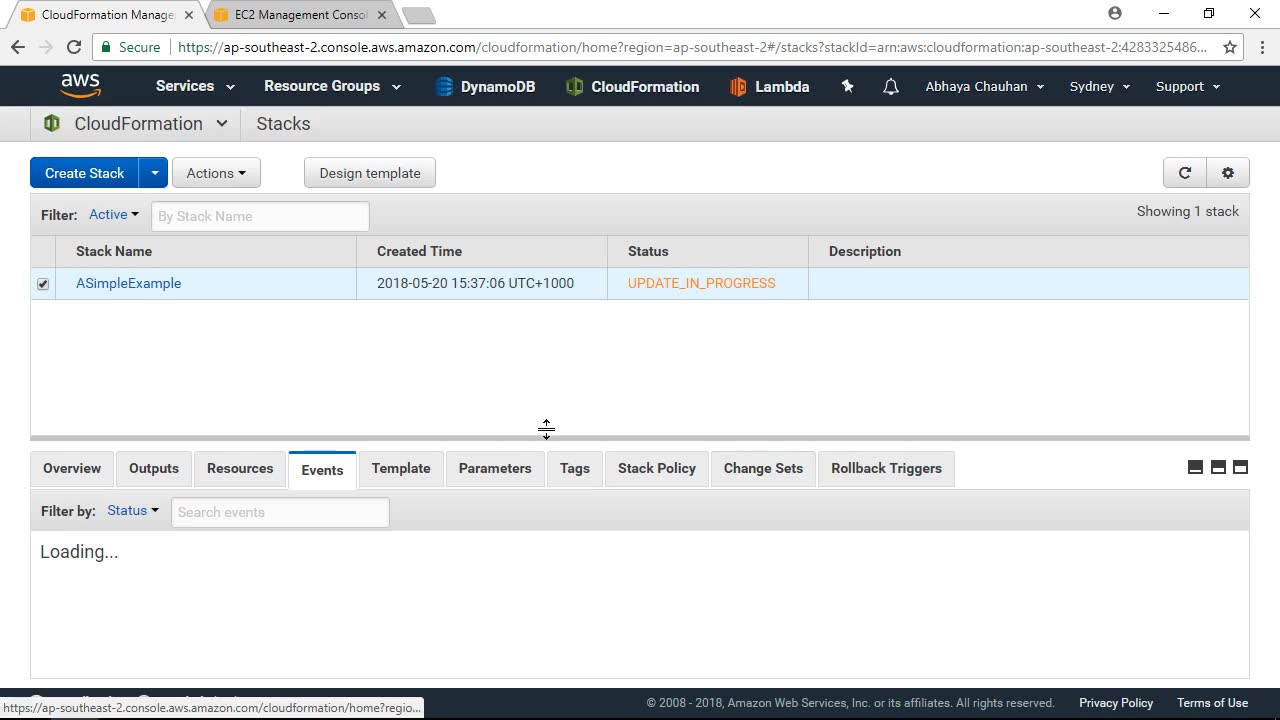 CloudFormation Manage
EC2 Management Conso
Secure
https://ap-southeast-2.console.aws.amazon.com/cloudformation/home?region=ap-southeast-2#/stacks?stackId=arn:aws:cloudformation:ap-southeast-2:4283325486...
aws
Services
Resource Groups
DynamoDB
CloudFormation
Lambda
Abhaya Chauhan
Sydney
Support
CloudFormation
Stacks
Create Stack
Actions
Design template
Filter: Active
By Stack Name
Showing 1 stack
Stack Name
Created Time
Status
Description
ASimpleExample
2018-05-20 15:37:06 UTC+1000
UPDATE_IN_PROGRESS
Overview
Outputs
Resources
Events
Template
Parameters
Tags
Stack Policy
Change Sets
Rollback Triggers
Filter by: Status
Search events
Loading...
https://ap-southeast-2.console.aws.amazon.com/cloudformation/home?regio...
© 2008 - 2018, Amazon Web Services, Inc. or its affiliates. All rights reserved.
Privacy Policy
Terms of Use